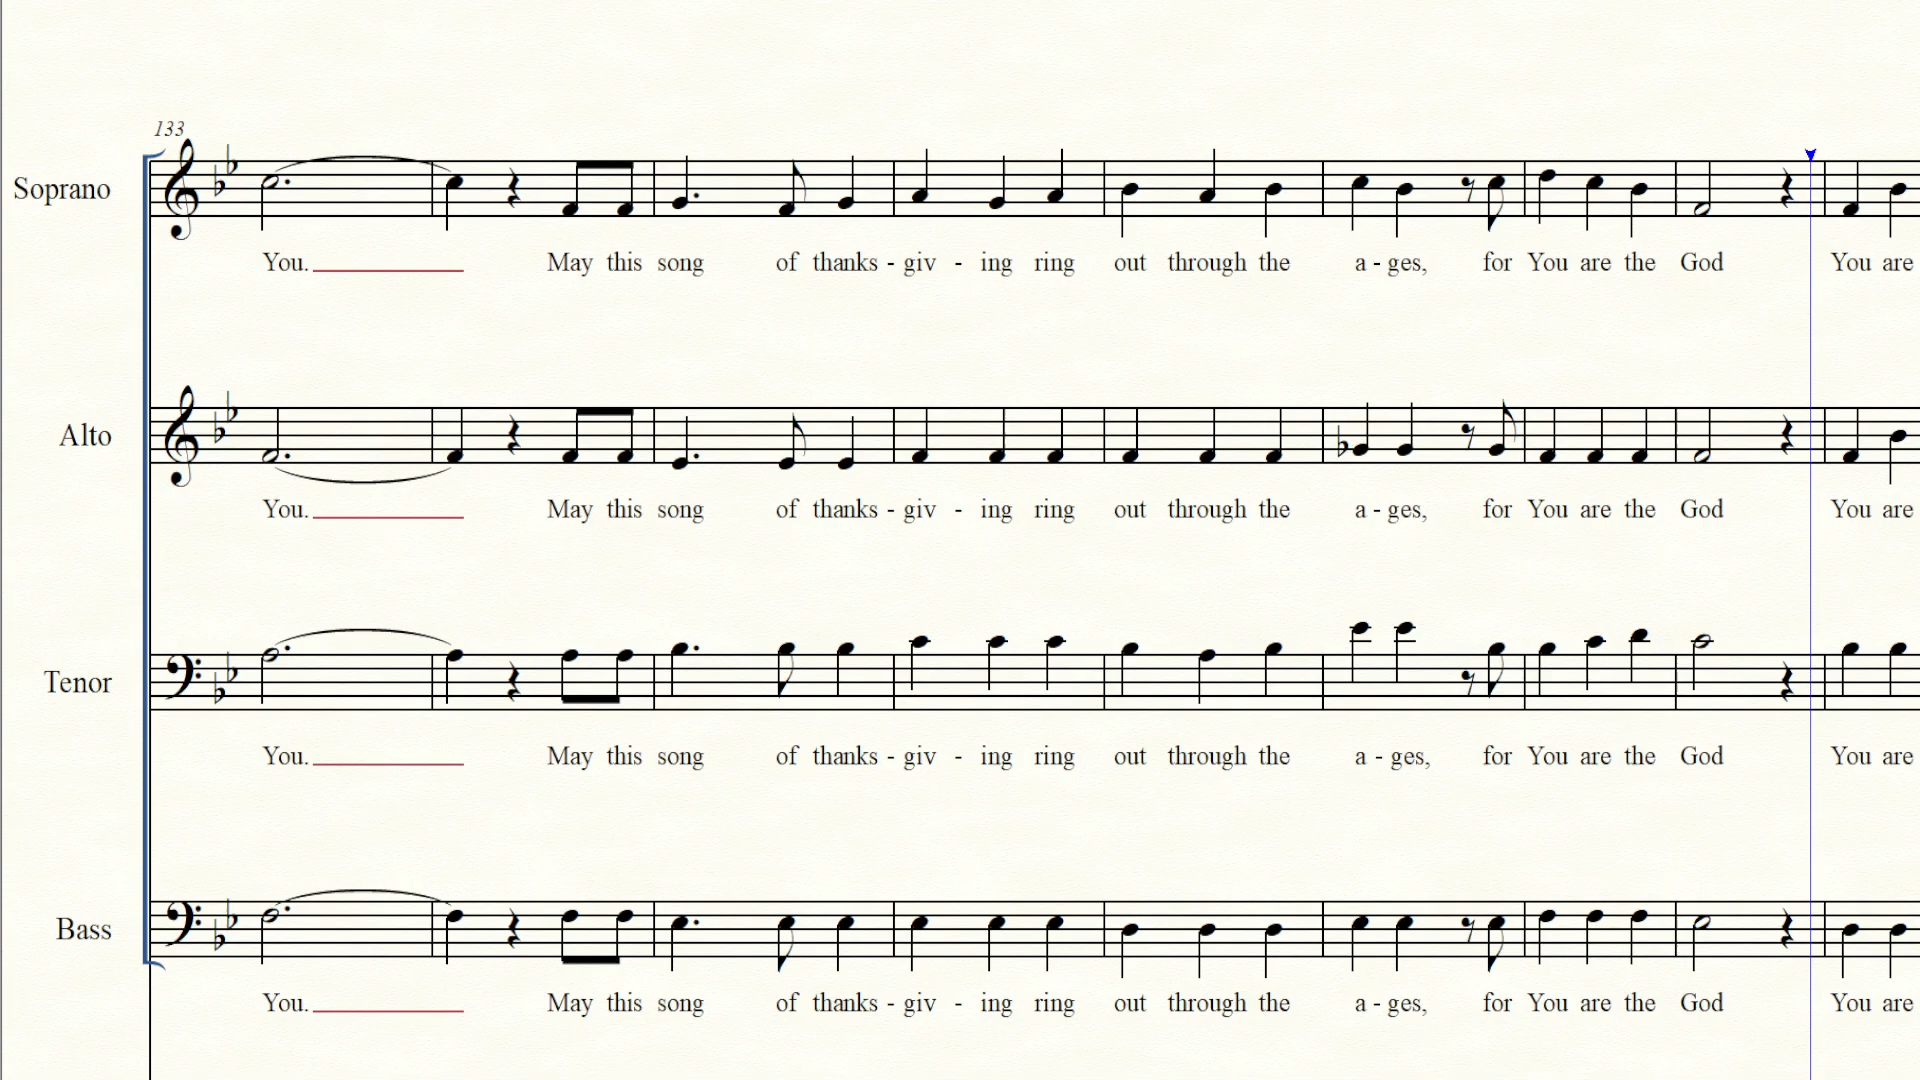 133
Soprano
You. May this song of thanks - giv - ing ring out through the a - ges, for You are the God You are
Alto
You. May this song of thanks - giv - ing ring out through the a - ges, for You are the God You are
Tenor
You. May this song of thanks - giv - ing ring out through the a - ges, for You are the God You are
Bass
You. May this song of thanks - giv - ing ring out through the a - ges, for You are the God You are